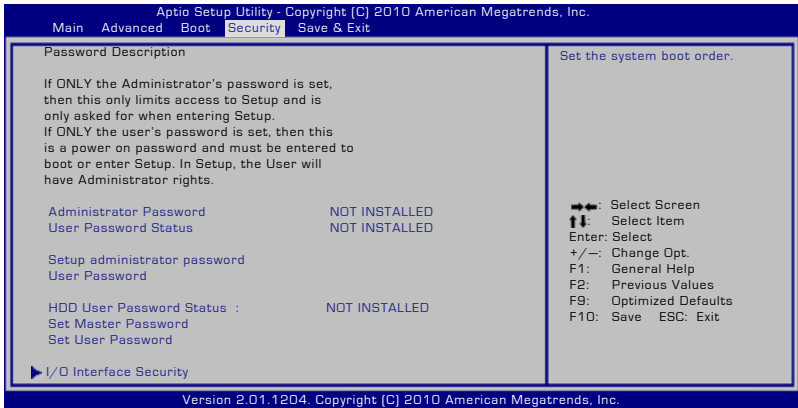 Aptio Setup Utility - Copyright (C) 2010 American Megatrends, Inc.
Main Advanced Boot Security Save & Exit
Password Description
If ONLY the Administrator's password is set,
then this only limits access to Setup and is
only asked for when entering Setup.
If ONLY the user's password is set, then this
is a power on password and must be entered to
boot or enter Setup. In Setup, the User will
have Administrator rights.
Administrator Password NOT INSTALLED
User Password Status NOT INSTALLED
Setup administrator password
User Password
HDD User Password Status : NOT INSTALLED
Set Master Password
Set User Password
I/O Interface Security
Set the system boot order.
→←: Select Screen
↑↓: Select Item
Enter: Select
+/—: Change Opt.
F1: General Help
F2: Previous Values
F9: Optimized Defaults
F10: Save ESC: Exit
Version 2.01.1204. Copyright (C) 2010 American Megatrends, Inc.